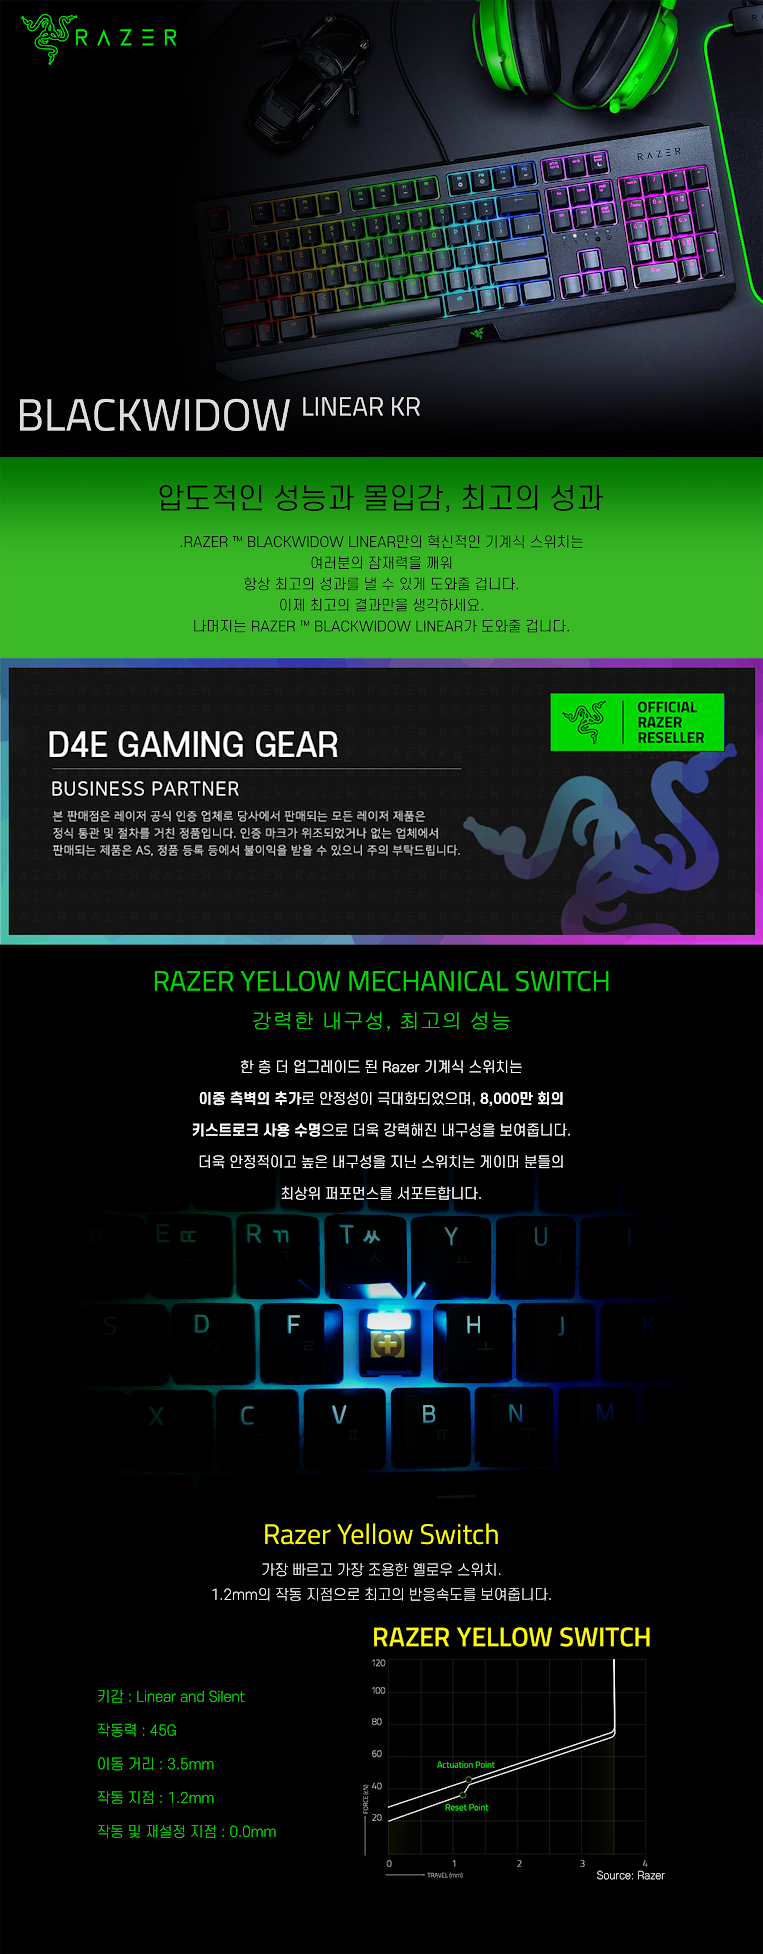 RAZER
RAZER
BLACKWIDOW LINEAR KR
압도적인 성능과 몰입감, 최고의 성과
.RAZER ™ BLACKWIDOW LINEAR만의 혁신적인 기계식 스위치는
여러분의 잠재력을 깨워
항상 최고의 성과를 낼 수 있게 도와줄 겁니다.
이제 최고의 결과만을 생각하세요.
나머지는 RAZER ™ BLACKWIDOW LINEAR가 도와줄 겁니다.
OFFICIAL
RAZER
RESELLER
D4E GAMING GEAR
BUSINESS PARTNER
본 판매점은 레이저 공식 인증 업체로 당사에서 판매되는 모든 레이저 제품은
정식 통관 및 절차를 거친 정품입니다. 인증 마크가 위조되었거나 없는 업체에서
판매되는 제품은 AS, 정품 등록 등에서 불이익을 받을 수 있으니 주의 부탁드립니다.
RAZER YELLOW MECHANICAL SWITCH
강력한 내구성, 최고의 성능
한 층 더 업그레이드 된 Razer 기계식 스위치는
이중 측벽의 추가로 안정성이 극대화되었으며, 8,000만 회의
키스트로크 사용 수명으로 더욱 강력해진 내구성을 보여줍니다.
더욱 안정적이고 높은 내구성을 지닌 스위치는 게이머 분들의
최상위 퍼포먼스를 서포트합니다.
E ㄸ R ㄲ T ㅆ Y U I
S D F H J K
X C V B N M
Razer Yellow Switch
가장 빠르고 가장 조용한 옐로우 스위치.
1.2mm의 작동 지점으로 최고의 반응속도를 보여줍니다.
RAZER YELLOW SWITCH
키감 : Linear and Silent
작동력 : 45G
이동 거리 : 3.5mm
작동 지점 : 1.2mm
작동 및 재설정 지점 : 0.0mm
120
100
80
60
40
20
FORCE (cN)
Actuation Point
Reset Point
0 1 2 3 4
TRAVEL (mm)
Source: Razer